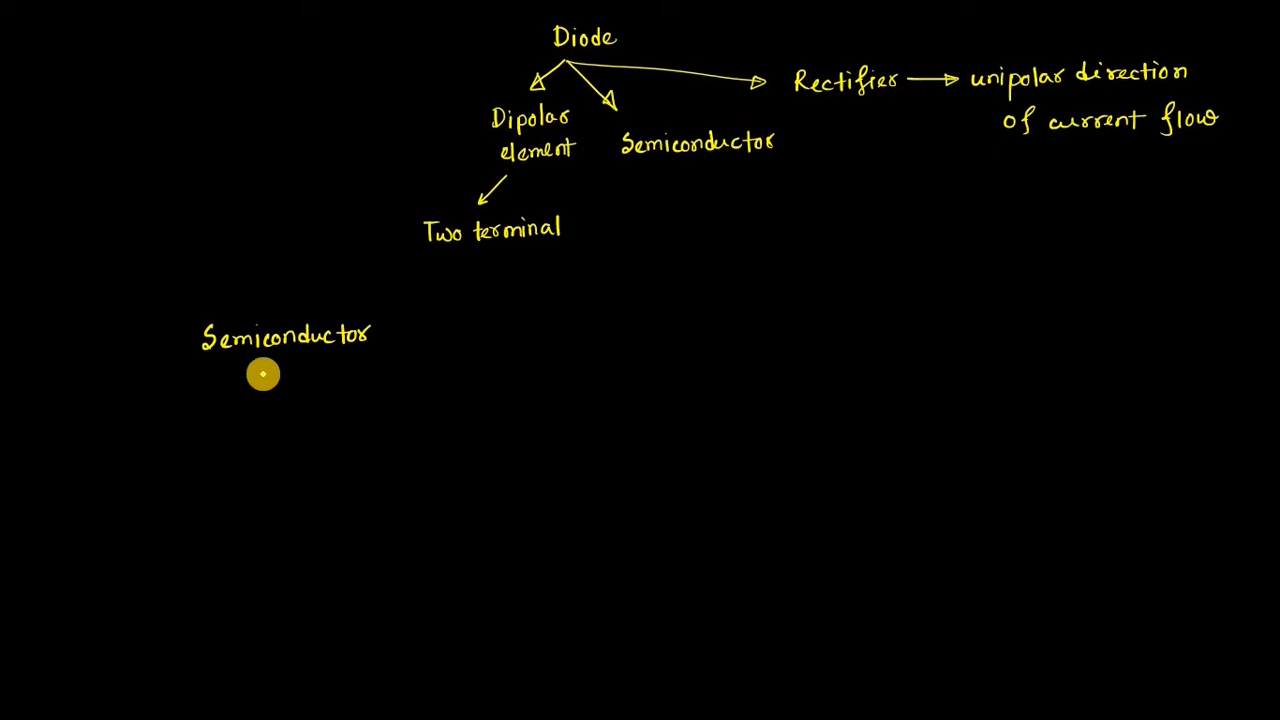 Diode
Rectifier
unipolar direction
of current flow
Dipolar
element
Semiconductor
Two terminal
Semiconductor